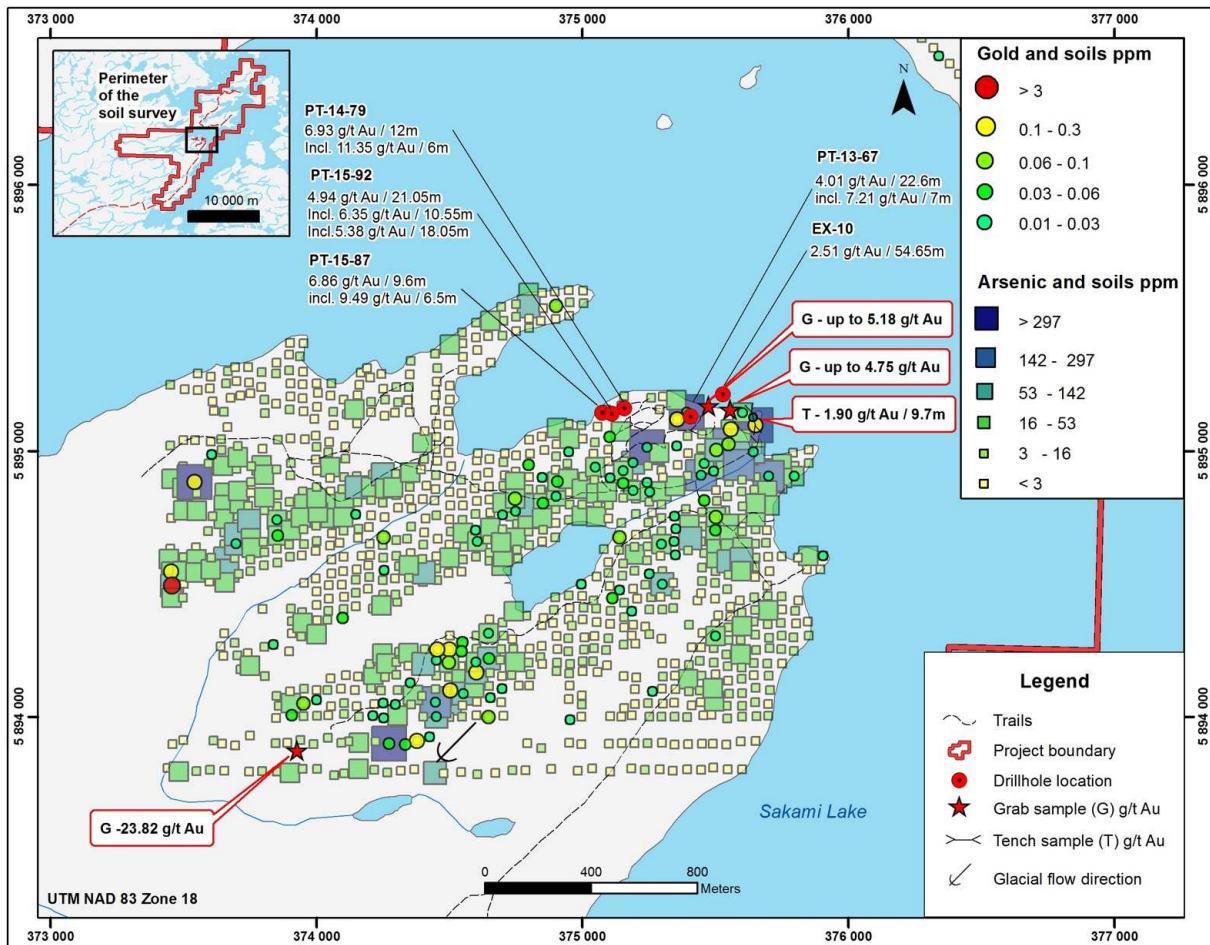 373 000
374 000
375 000
376 000
377 000
Perimeter
of the
soil survey
10 000 m
PT-14-79
6.93 g/t Au / 12m
Incl. 11.35 g/t Au / 6m
PT-15-92
4.94 g/t Au / 21.05m
Incl. 6.35 g/t Au / 10.55m
Incl.5.38 g/t Au / 18.05m
PT-15-87
6.86 g/t Au / 9.6m
incl. 9.49 g/t Au / 6.5m
PT-13-67
4.01 g/t Au / 22.6m
incl. 7.21 g/t Au / 7m
EX-10
2.51 g/t Au / 54.65m
N
G - up to 5.18 g/t Au
G - up to 4.75 g/t Au
T - 1.90 g/t Au / 9.7m
G -23.82 g/t Au
Gold and soils ppm
> 3
0.1 - 0.3
0.06 - 0.1
0.03 - 0.06
0.01 - 0.03
Arsenic and soils ppm
> 297
142 - 297
53 - 142
16 - 53
3 - 16
< 3
5 896 000
5 895 000
5 894 000
5 896 000
5 895 000
5 894 000
Sakami Lake
Legend
Trails
Project boundary
Drillhole location
Grab sample (G) g/t Au
Tench sample (T) g/t Au
Glacial flow direction
0
400
800
Meters
UTM NAD 83 Zone 18
373 000
374 000
375 000
376 000
377 000